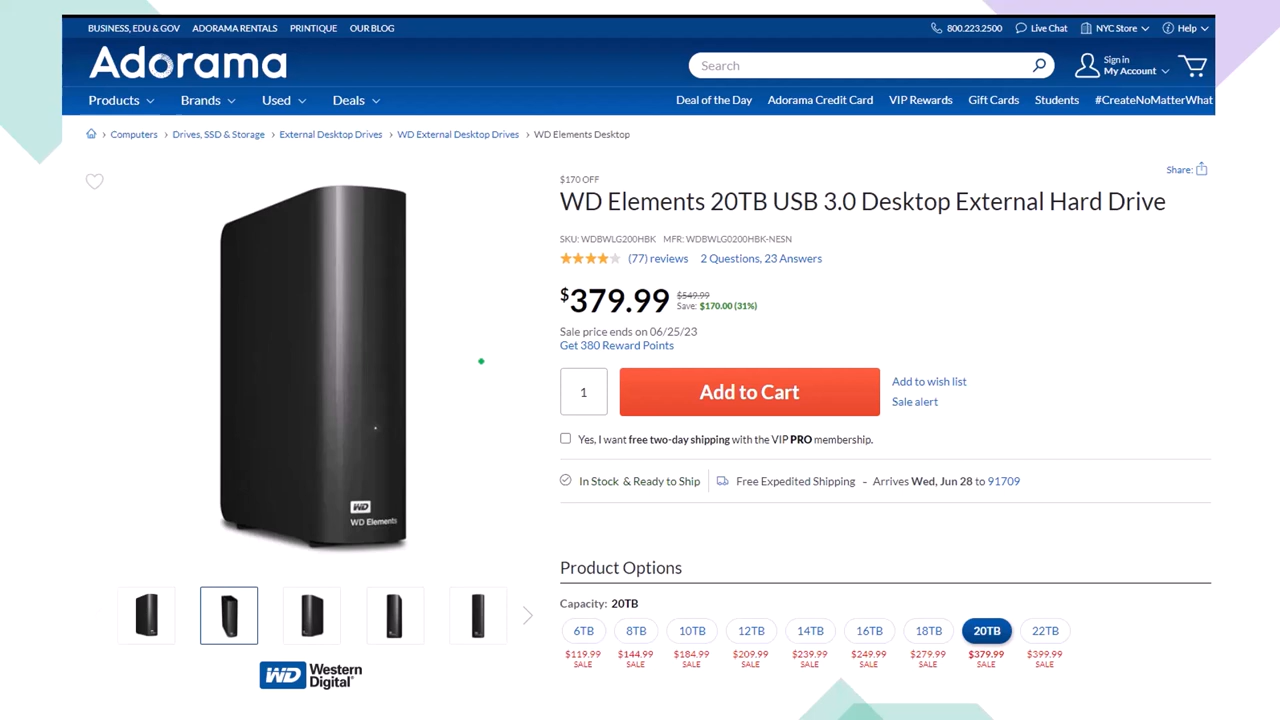 BUSINESS, EDU & GOV ADORAMA RENTALS PRINTIQUE OUR BLOG 800.223.2500 Live Chat NYC Store Help
Adorama Search Sign in
My Account
Products Brands Used Deals Deal of the Day Adorama Credit Card VIP Rewards Gift Cards Students #CreateNoMatterWhat
Computers > Drives, SSD & Storage > External Desktop Drives > WD External Desktop Drives > WD Elements Desktop
Share:
$170 OFF
WD Elements 20TB USB 3.0 Desktop External Hard Drive
SKU: WDBWLG200HBK MFR: WDBWLG0200HBK-NESN
(77) reviews 2 Questions, 23 Answers
$379.99 $549.99
Save: $170.00 (31%)
Sale price ends on 06/25/23
Get 380 Reward Points
1 Add to Cart Add to wish list
Sale alert
Yes, I want free two-day shipping with the VIP PRO membership.
In Stock & Ready to Ship Free Expedited Shipping - Arrives Wed, Jun 28 to 91709
WD
WD Elements
Product Options
Capacity: 20TB
6TB 8TB 10TB 12TB 14TB 16TB 18TB 20TB 22TB
$119.99 $144.99 $184.99 $209.99 $239.99 $249.99 $279.99 $379.99 $399.99
SALE SALE SALE SALE SALE SALE SALE SALE SALE
WD Western
Digital®